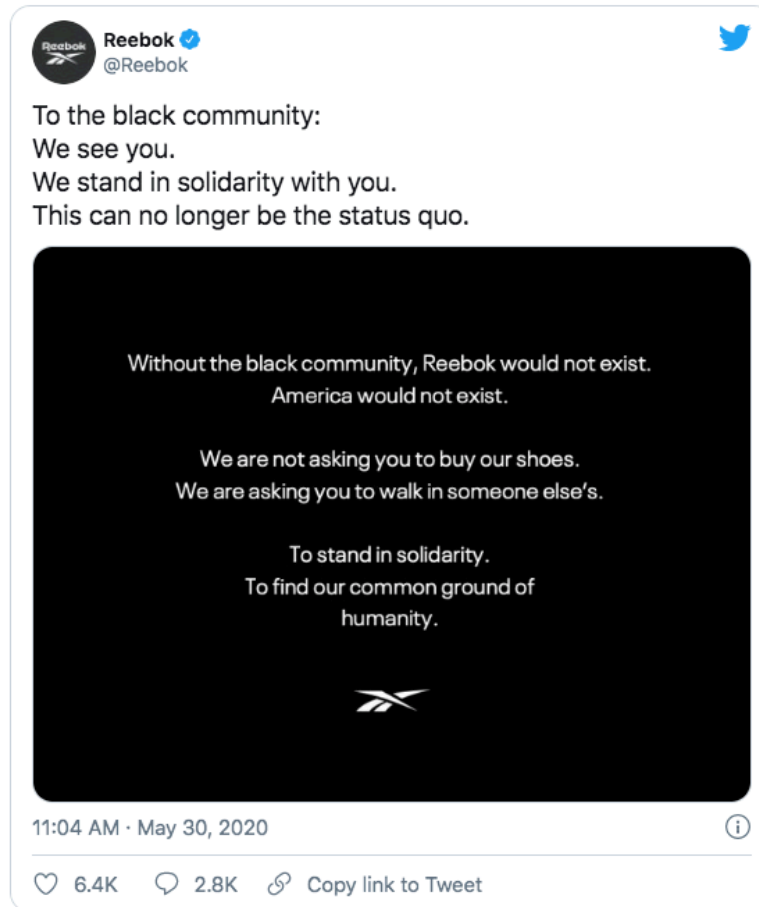 Reebok
Reebok
@Reebok
To the black community:
We see you.
We stand in solidarity with you.
This can no longer be the status quo.
Without the black community, Reebok would not exist.
America would not exist.
We are not asking you to buy our shoes.
We are asking you to walk in someone else's.
To stand in solidarity.
To find our common ground of
humanity.
11:04 AM · May 30, 2020
6.4K 2.8K Copy link to Tweet